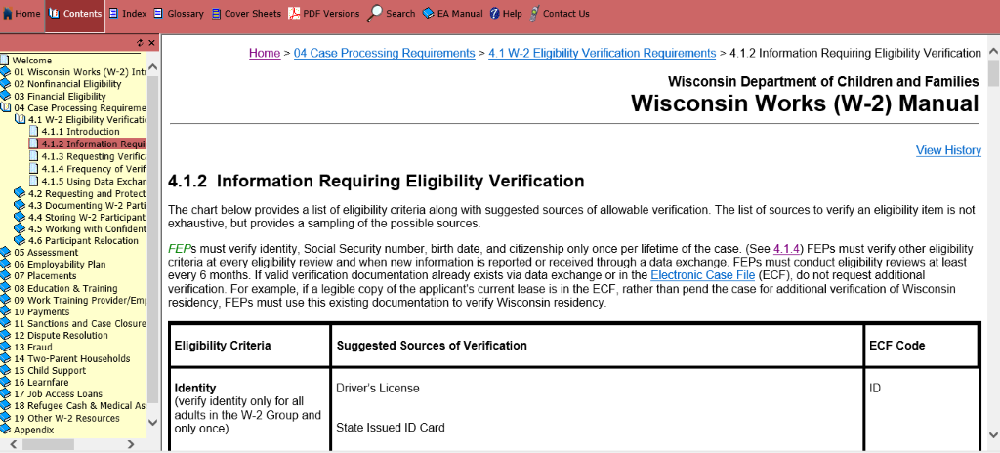 Home Contents Index Glossary Cover Sheets PDF Versions Search EA Manual Help Contact Us
Welcome
01 Wisconsin Works (W-2) Intr
02 Nonfinancial Eligibility
03 Financial Eligibility
04 Case Processing Requireme
4.1 W-2 Eligibility Verificatio
4.1.1 Introduction
4.1.2 Information Requir
4.1.3 Requesting Verifica
4.1.4 Frequency of Verif
4.1.5 Using Data Exchan
4.2 Requesting and Protecti
4.3 Documenting W-2 Parti
4.4 Storing W-2 Participant
4.5 Working with Confident
4.6 Participant Relocation
05 Assessment
06 Employability Plan
07 Placements
08 Education & Training
09 Work Training Provider/Emp
10 Payments
11 Sanctions and Case Closure
12 Dispute Resolution
13 Fraud
14 Two-Parent Households
15 Child Support
16 Learnfare
17 Job Access Loans
18 Refugee Cash & Medical Ass
19 Other W-2 Resources
Appendix
Home > 04 Case Processing Requirements > 4.1 W-2 Eligibility Verification Requirements > 4.1.2 Information Requiring Eligibility Verification
Wisconsin Department of Children and Families
Wisconsin Works (W-2) Manual
View History
4.1.2 Information Requiring Eligibility Verification
The chart below provides a list of eligibility criteria along with suggested sources of allowable verification. The list of sources to verify an eligibility item is not
exhaustive, but provides a sampling of the possible sources.
FEPs must verify identity, Social Security number, birth date, and citizenship only once per lifetime of the case. (See 4.1.4) FEPs must verify other eligibility
criteria at every eligibility review and when new information is reported or received through a data exchange. FEPs must conduct eligibility reviews at least
every 6 months. If valid verification documentation already exists via data exchange or in the Electronic Case File (ECF), do not request additional
verification. For example, if a legible copy of the applicant's current lease is in the ECF, rather than pend the case for additional verification of Wisconsin
residency, FEPs must use this existing documentation to verify Wisconsin residency.
Eligibility Criteria Suggested Sources of Verification ECF Code
Identity Driver's License ID
(verify identity only for all
adults in the W-2 Group and
only once) State Issued ID Card